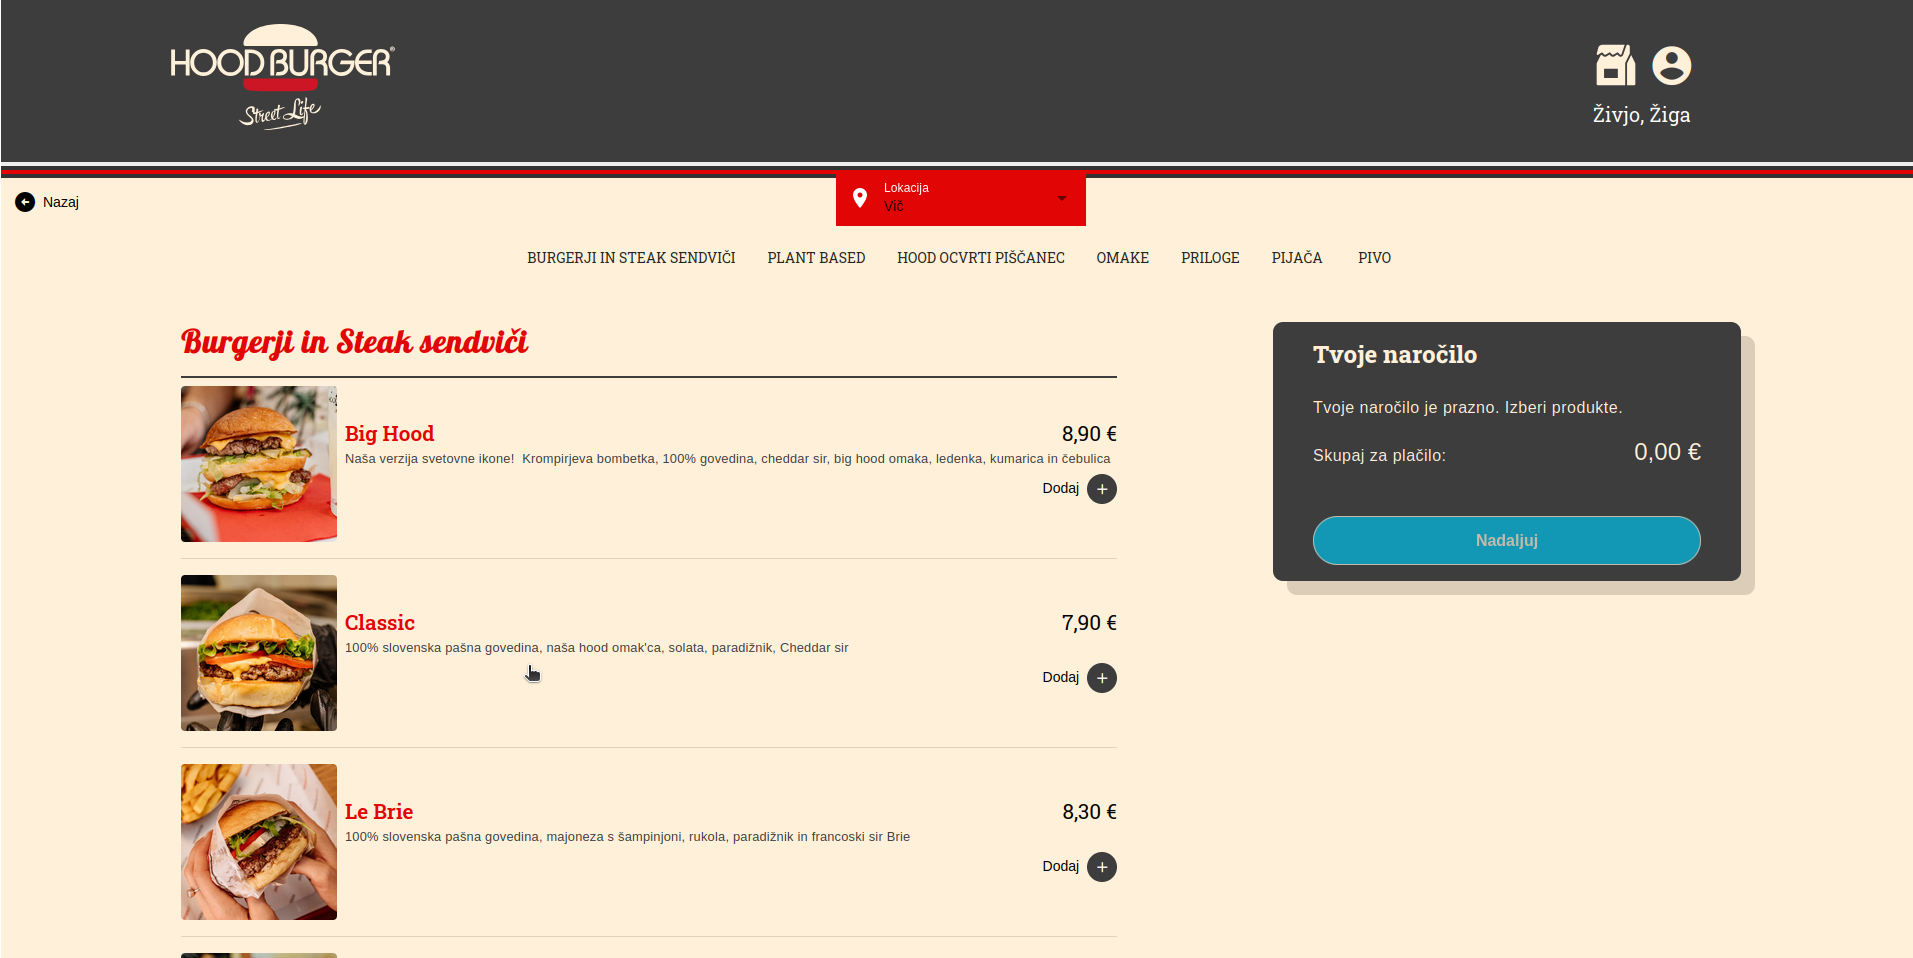 HOOD BURGER®
Street Life
Živjo, Žiga
Nazaj
Lokacija
Vič
BURGERJI IN STEAK SENDVIČI PLANT BASED HOOD OCVRTI PIŠČANEC OMAKE PRILOGE PIJAČA PIVO
Burgerji in Steak sendviči
Big Hood 8,90 €
Naša verzija svetovne ikone!  Krompirjeva bombetka, 100% govedina, cheddar sir, big hood omaka, ledenka, kumarica in čebulica
Dodaj +
Classic 7,90 €
100% slovenska pašna govedina, naša hood omak'ca, solata, paradižnik, Cheddar sir
Dodaj +
Le Brie 8,30 €
100% slovenska pašna govedina, majoneza s šampinjoni, rukola, paradižnik in francoski sir Brie
Dodaj +
Tvoje naročilo
Tvoje naročilo je prazno. Izberi produkte.
Skupaj za plačilo: 0,00 €
Nadaljuj